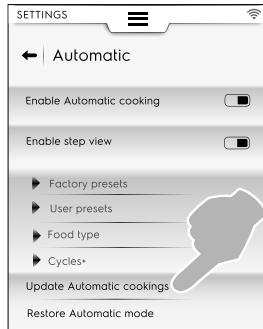 SETTINGS
Automatic
Enable Automatic cooking
Enable step view
Factory presets
User presets
Food type
Cycles+
Update Automatic cookings
Restore Automatic mode